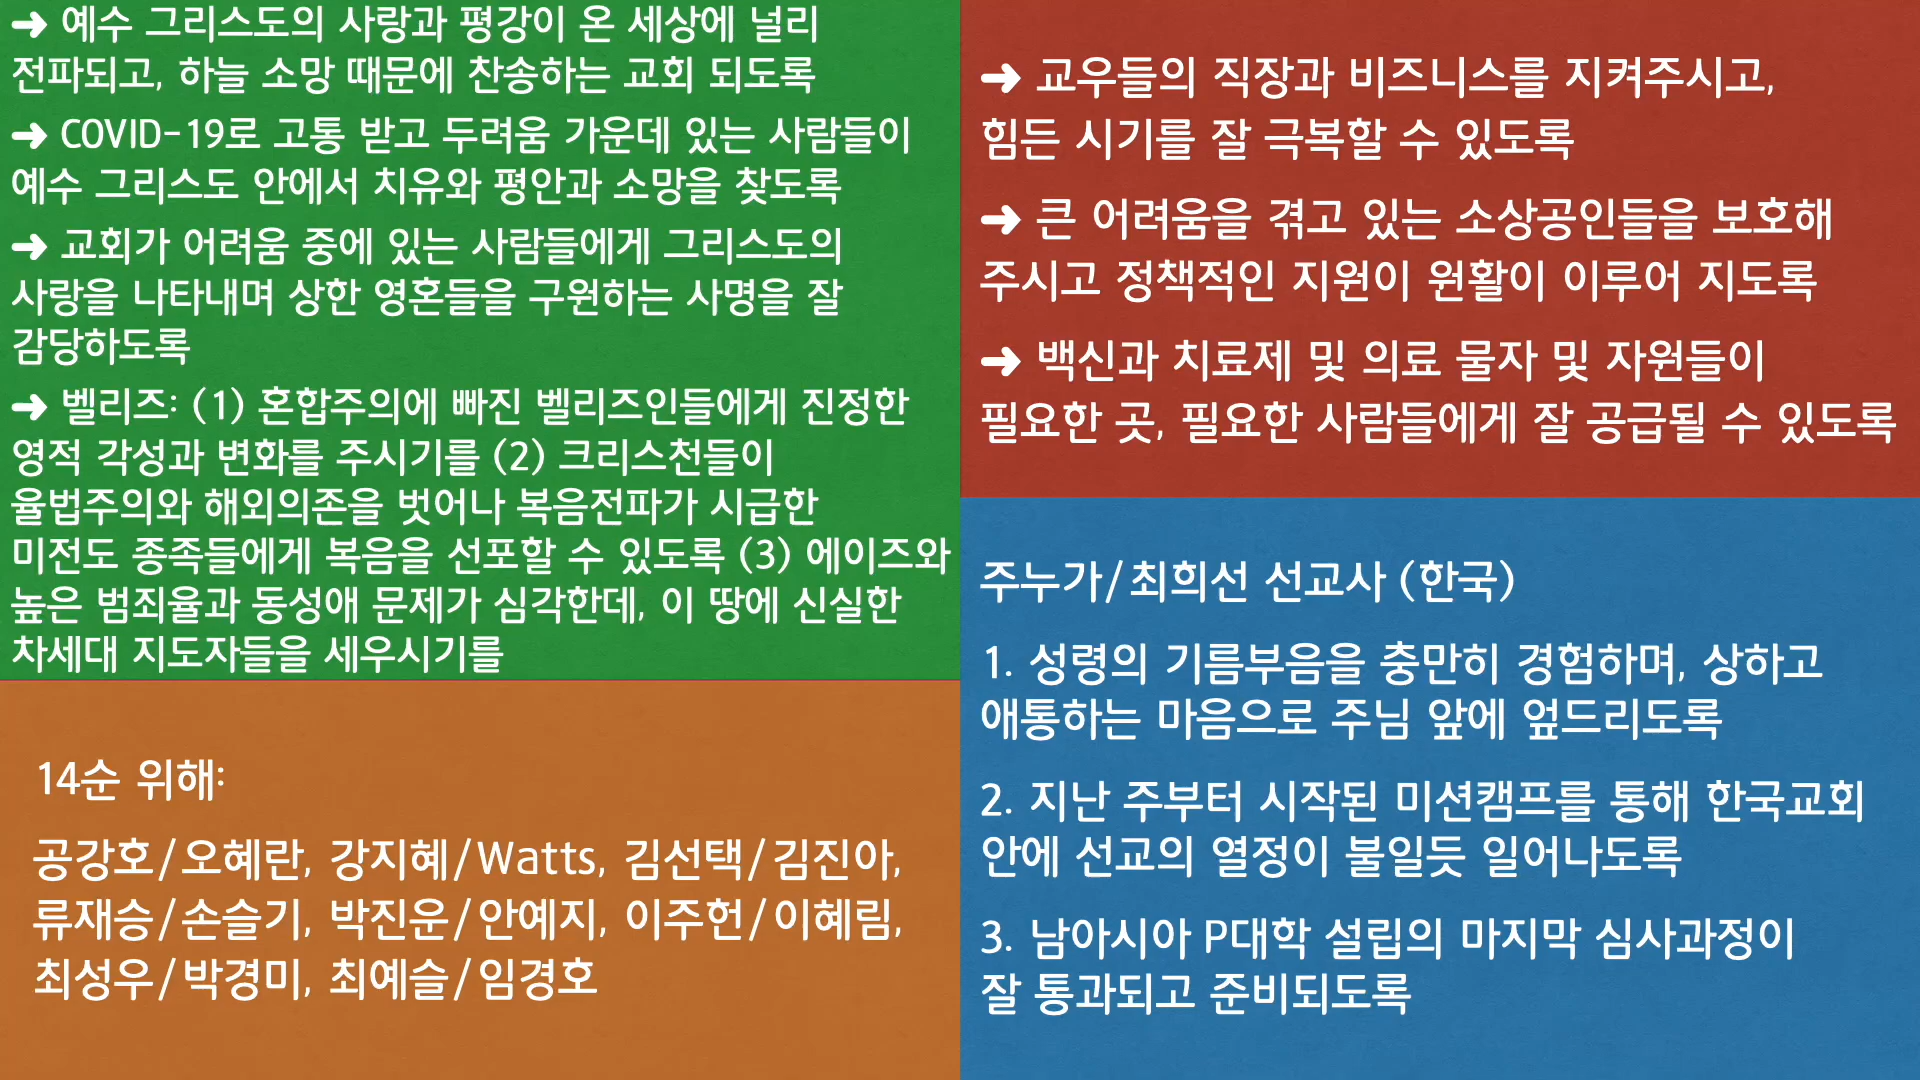 ➜ 예수 그리스도의 사랑과 평강이 온 세상에 널리
전파되고, 하늘 소망 때문에 찬송하는 교회 되도록
➜ COVID-19로 고통 받고 두려움 가운데 있는 사람들이
예수 그리스도 안에서 치유와 평안과 소망을 찾도록
➜ 교회가 어려움 중에 있는 사람들에게 그리스도의
사랑을 나타내며 상한 영혼들을 구원하는 사명을 잘
감당하도록
➜ 벨리즈: (1) 혼합주의에 빠진 벨리즈인들에게 진정한
영적 각성과 변화를 주시기를 (2) 크리스천들이
율법주의와 해외의존을 벗어나 복음전파가 시급한
미전도 종족들에게 복음을 선포할 수 있도록 (3) 에이즈와
높은 범죄율과 동성애 문제가 심각한데, 이 땅에 신실한
차세대 지도자들을 세우시기를
➜ 교우들의 직장과 비즈니스를 지켜주시고,
힘든 시기를 잘 극복할 수 있도록
➜ 큰 어려움을 겪고 있는 소상공인들을 보호해
주시고 정책적인 지원이 원활이 이루어 지도록
➜ 백신과 치료제 및 의료 물자 및 자원들이
필요한 곳, 필요한 사람들에게 잘 공급될 수 있도록
14순 위해:
공강호/오혜란, 강지혜/Watts, 김선택/김진아,
류재승/손슬기, 박진운/안예지, 이주헌/이혜림,
최성우/박경미, 최예슬/임경호
주누가/최희선 선교사 (한국)
1. 성령의 기름부음을 충만히 경험하며, 상하고
애통하는 마음으로 주님 앞에 엎드리도록
2. 지난 주부터 시작된 미션캠프를 통해 한국교회
안에 선교의 열정이 불일듯 일어나도록
3. 남아시아 P대학 설립의 마지막 심사과정이
잘 통과되고 준비되도록